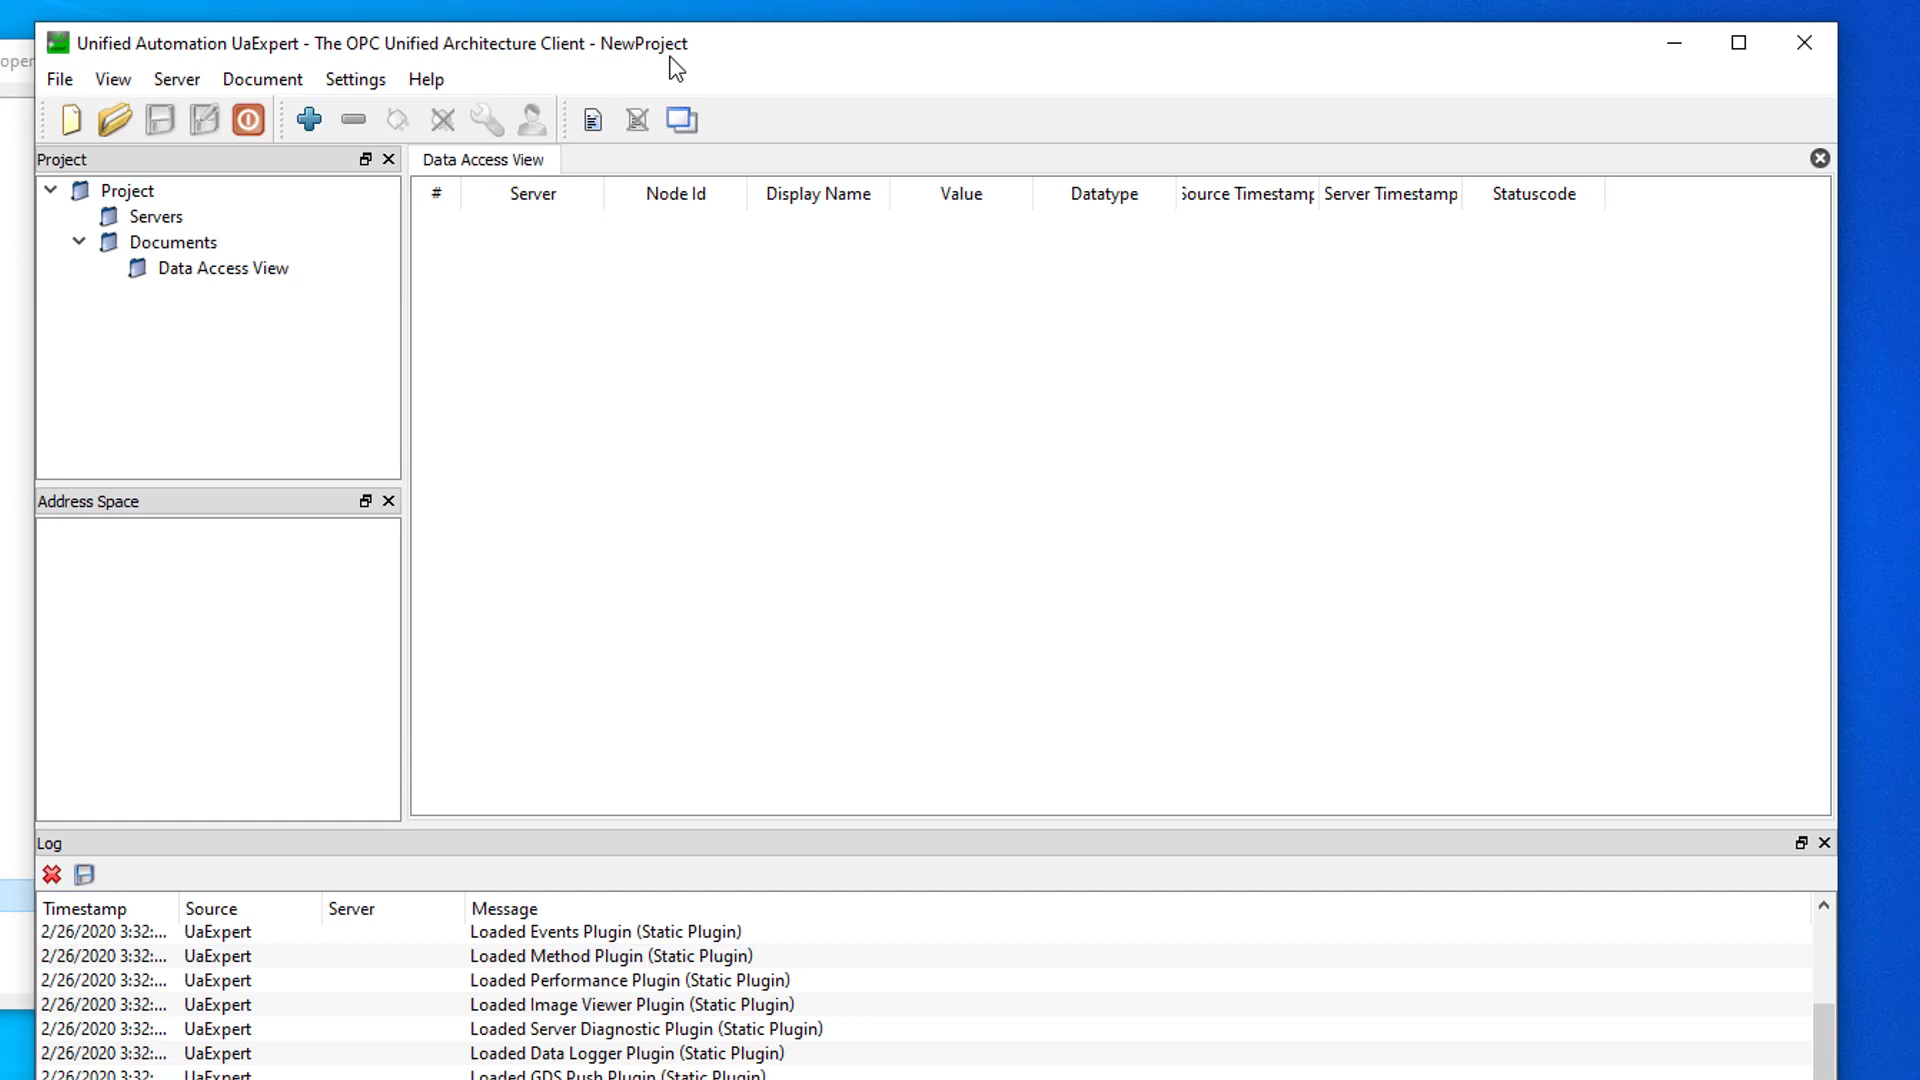 oper
Unified Automation UaExpert - The OPC Unified Architecture Client - NewProject
File View Server Document Settings Help
Project
Project
Servers
Documents
Data Access View
Address Space
Data Access View
# Server Node Id Display Name Value Datatype Source Timestamp Server Timestamp Statuscode
Log
Timestamp Source Server Message
2/26/2020 3:32:... UaExpert Loaded Events Plugin (Static Plugin)
2/26/2020 3:32:... UaExpert Loaded Method Plugin (Static Plugin)
2/26/2020 3:32:... UaExpert Loaded Performance Plugin (Static Plugin)
2/26/2020 3:32:... UaExpert Loaded Image Viewer Plugin (Static Plugin)
2/26/2020 3:32:... UaExpert Loaded Server Diagnostic Plugin (Static Plugin)
2/26/2020 3:32:... UaExpert Loaded Data Logger Plugin (Static Plugin)
2/26/2020 3:32:... UaExpert Loaded GDS Push Plugin (Static Plugin)